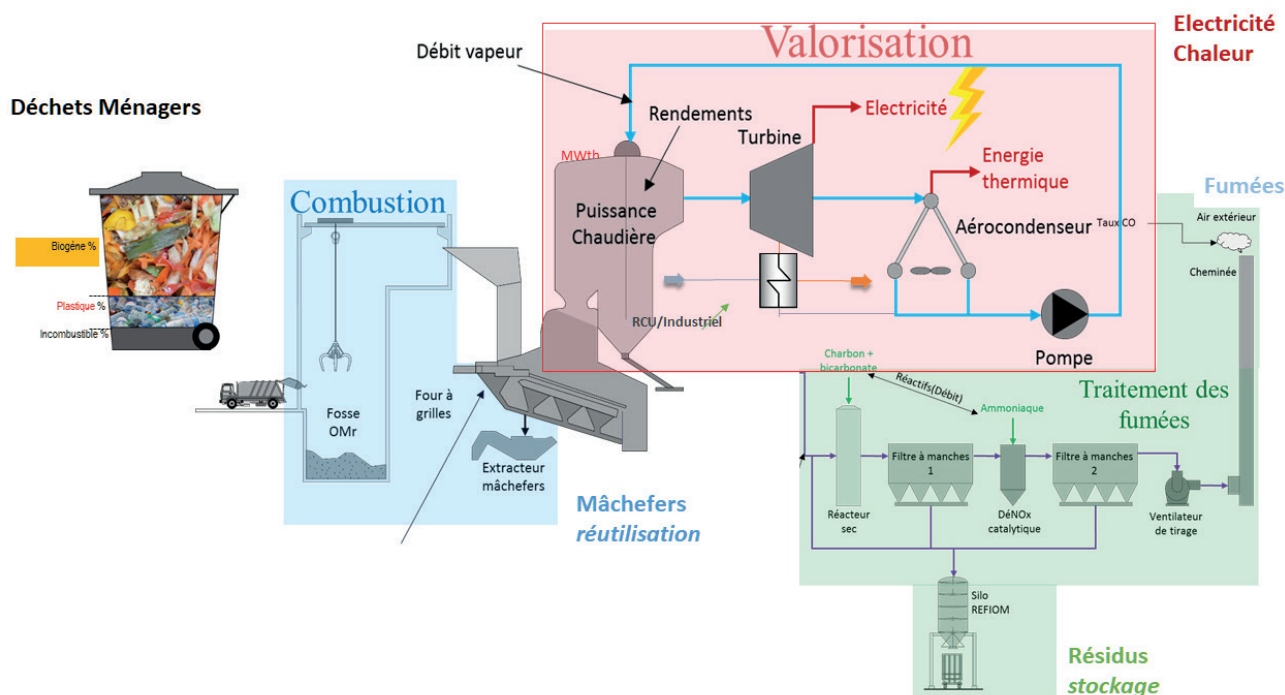 Valorisation
Electricité
Chaleur
Débit vapeur
Déchets Ménagers
Rendements
Electricité
Turbine
MWth
Energie
thermique
Combustion
Fumées
Puissance
Chaudière
Aérocondenseur
Taux CO
Air extérieur
Biogéne %
Cheminée
Plastique %
RCU/Industriel
Incombustible %
Pompe
Charbon +
bicarbonate
Réactifs(Débit)
Traitement des
fumées
Four à
grilles
Ammoniaque
Fosse
OMr
Filtre à manches
1
Filtre à manches
2
Extracteur
mâchefers
Mâchefers
réutilisation
Réacteur
sec
DéNOx
catalytique
Ventilateur
de tirage
Silo
REFIOM
Résidus
stockage